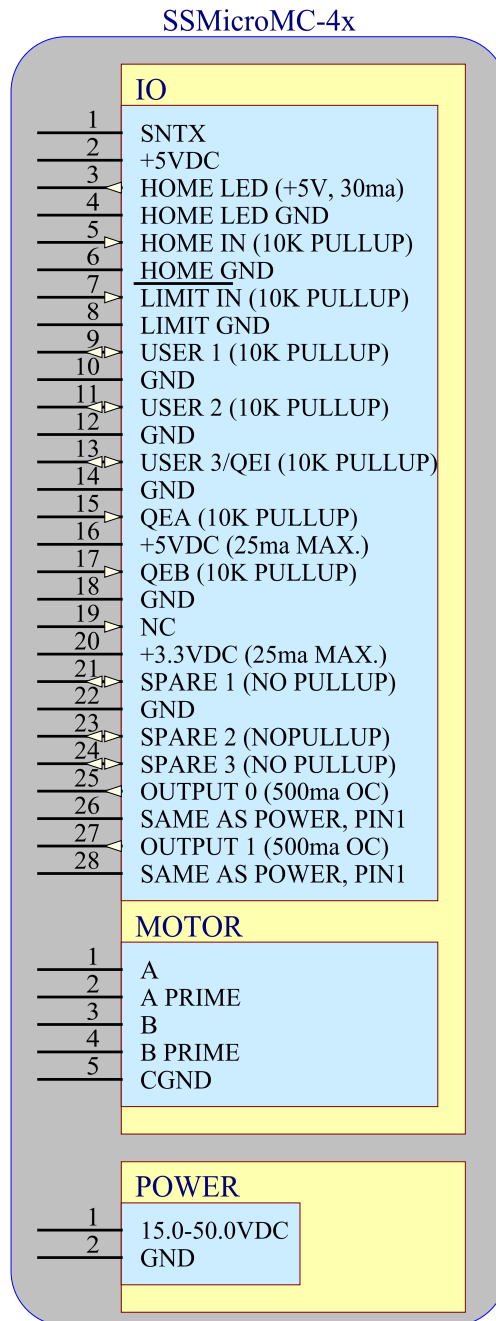 SSMicroMC-4x
IO
1 SNTX
2 +5VDC
3 HOME LED (+5V, 30ma)
4 HOME LED GND
5 HOME IN (10K PULLUP)
6 HOME GND
7 LIMIT IN (10K PULLUP)
8 LIMIT GND
9 USER 1 (10K PULLUP)
10 GND
11 USER 2 (10K PULLUP)
12 GND
13 USER 3/QEI (10K PULLUP)
14 GND
15 QEA (10K PULLUP)
16 +5VDC (25ma MAX.)
17 QEB (10K PULLUP)
18 GND
19 NC
20 +3.3VDC (25ma MAX.)
21 SPARE 1 (NO PULLUP)
22 GND
23 SPARE 2 (NOPULLUP)
24 SPARE 3 (NO PULLUP)
25 OUTPUT 0 (500ma OC)
26 SAME AS POWER, PIN1
27 OUTPUT 1 (500ma OC)
28 SAME AS POWER, PIN1
MOTOR
1 A
2 A PRIME
3 B
4 B PRIME
5 CGND
POWER
1 15.0-50.0VDC
2 GND